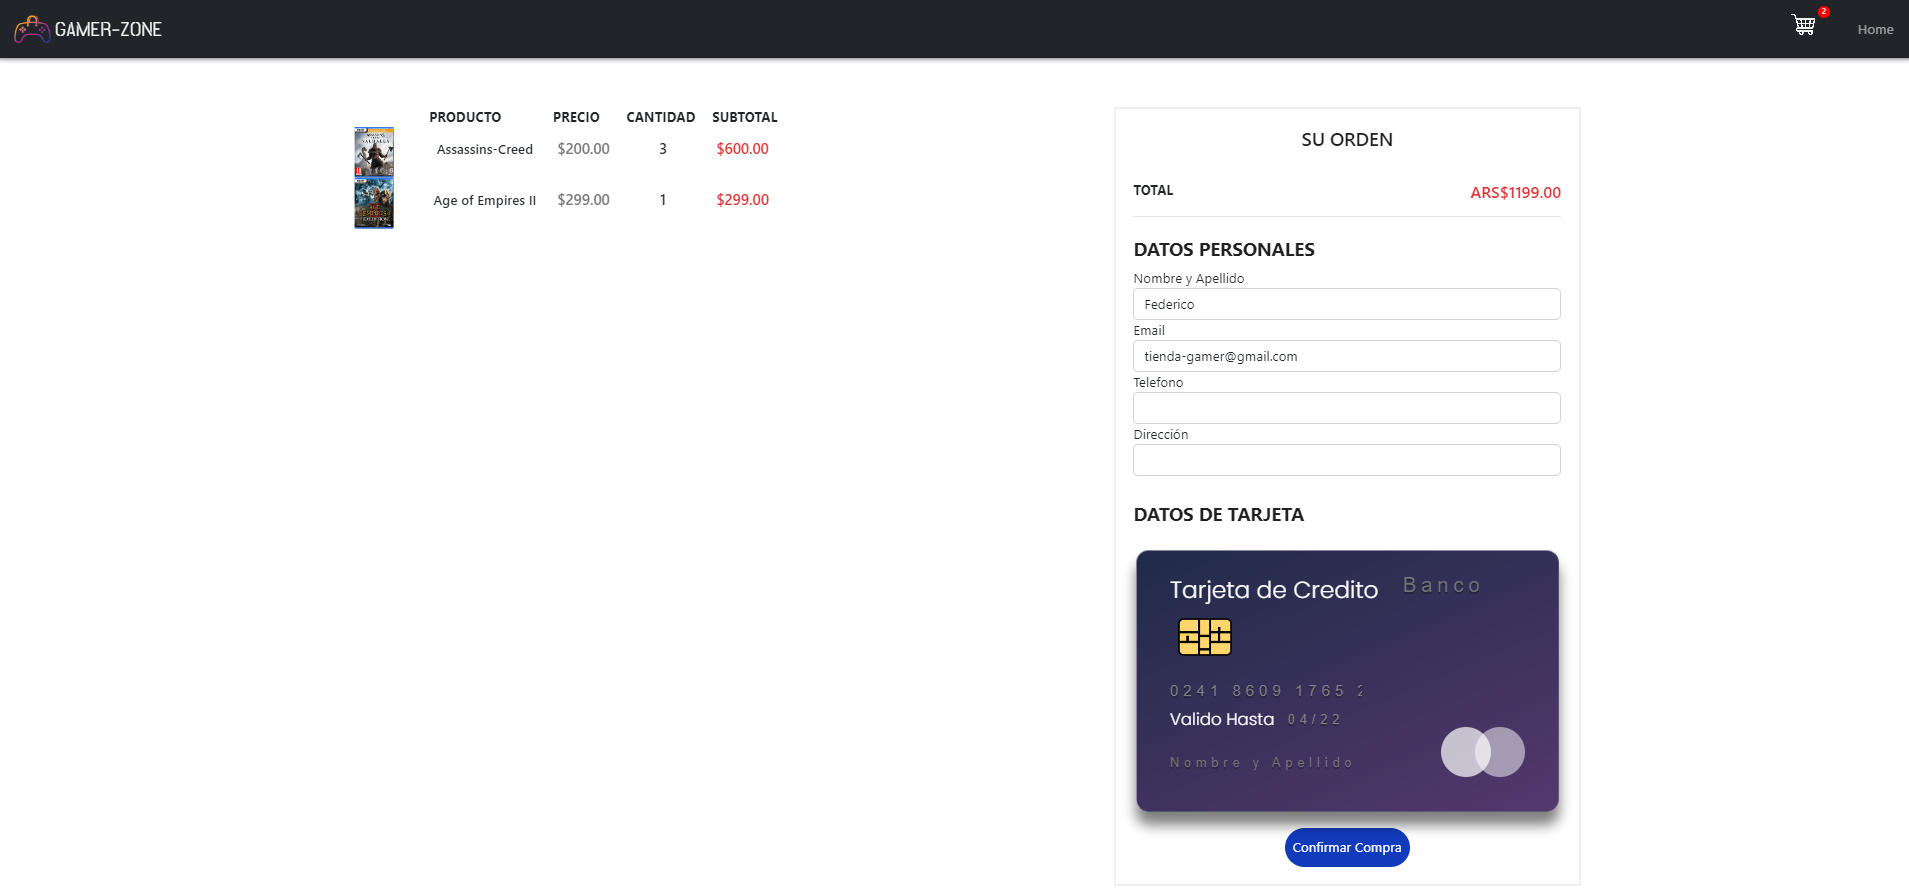 GAMER-ZONE
2
Home
PRODUCTO PRECIO CANTIDAD SUBTOTAL
Assassins-Creed $200.00 3 $600.00
Age of Empires II $299.00 1 $299.00
SU ORDEN
TOTAL ARS$1199.00
DATOS PERSONALES
Nombre y Apellido
Federico
Email
tienda-gamer@gmail.com
Telefono
Dirección
DATOS DE TARJETA
Tarjeta de Credito Banco
0241 8609 1765 2
Valido Hasta 04/22
Nombre y Apellido
Confirmar Compra